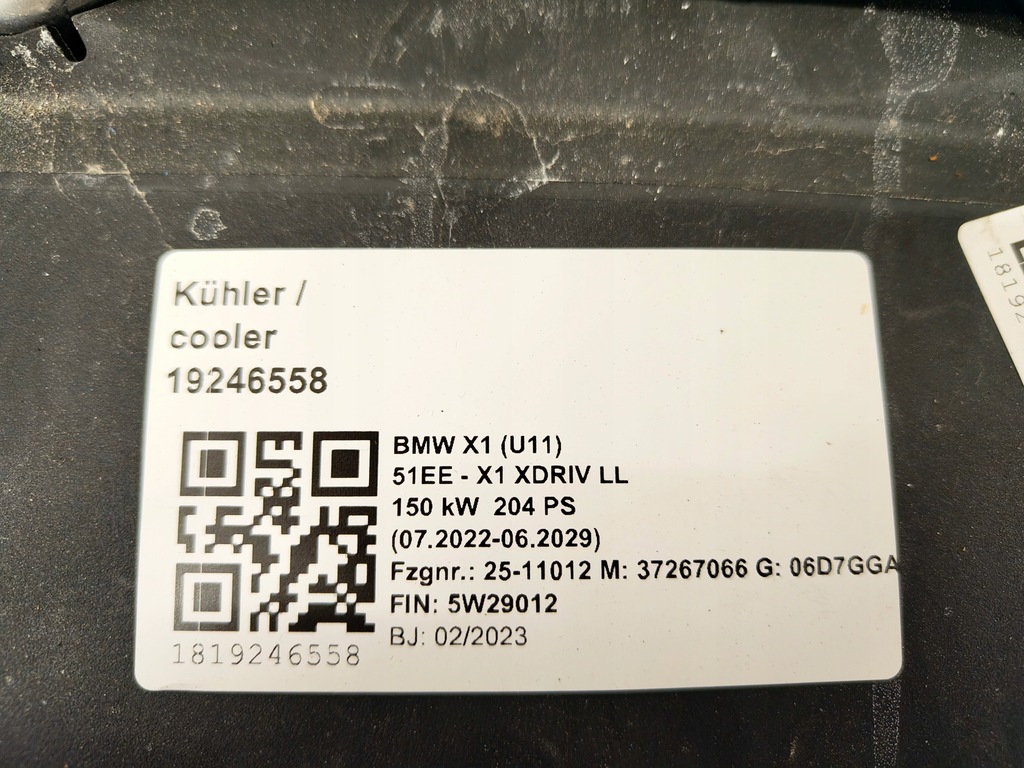 Kühler /
cooler
19246558
BMW X1 (U11)
51EE - X1 XDRIV LL
150 kW 204 PS
(07.2022-06.2029)
Fzgnr.: 25-11012 M: 37267066 G: 06D7GGA
FIN: 5W29012
BJ: 02/2023
1819246558
18192